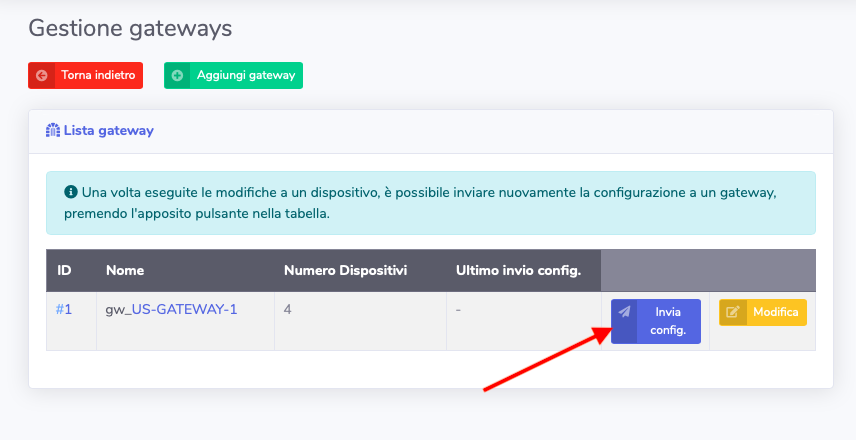 Gestione gateways
Torna indietro
Aggiungi gateway
Lista gateway
Una volta eseguite le modifiche a un dispositivo, è possibile inviare nuovamente la configurazione a un gateway,
premendo l'apposito pulsante nella tabella.
ID Nome Numero Dispositivi Ultimo invio config.
#1 gw_US-GATEWAY-1 4 - Invia Modifica
config.